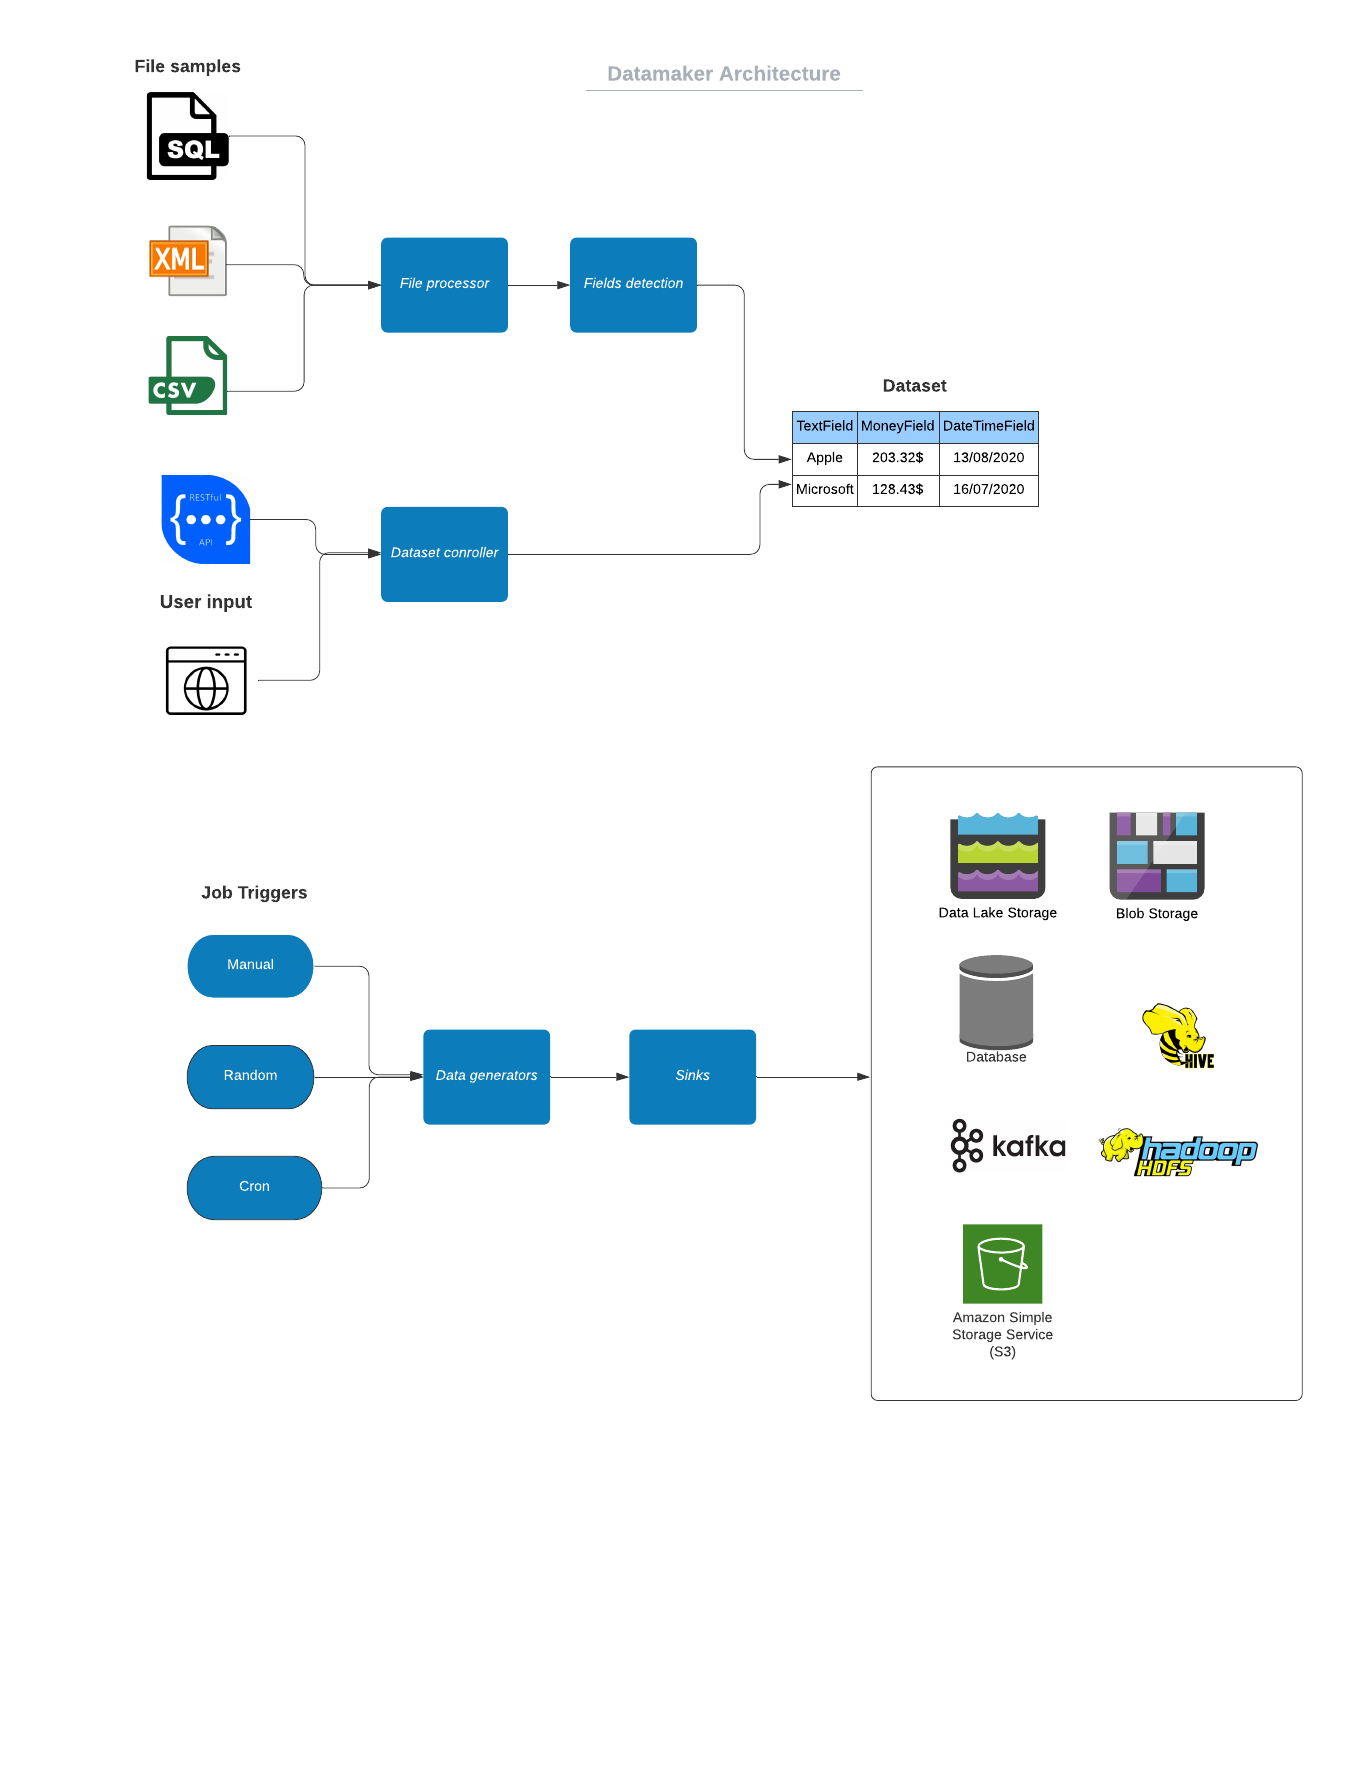 File samples
Datamaker Architecture
SQL
XML
CSV
File processor
Fields detection
Dataset
TextField MoneyField DateTimeField
Apple 203.32$ 13/08/2020
Microsoft 128.43$ 16/07/2020
RESTful
API
Dataset conroller
User input
Job Triggers
Manual
Random
Cron
Data generators
Sinks
Data Lake Storage
Blob Storage
Database
HIVE
kafka
hadoop
HDFS
Amazon Simple
Storage Service
(S3)